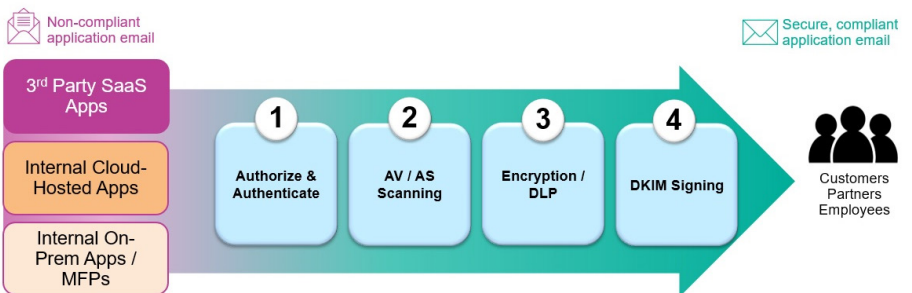 Non-compliant
application email
Secure, compliant
application email
3rd Party SaaS
Apps
Internal Cloud-
Hosted Apps
Internal On-
Prem Apps /
MFPs
1
Authorize &
Authenticate
2
AV / AS
Scanning
3
Encryption /
DLP
4
DKIM Signing
Customers
Partners
Employees